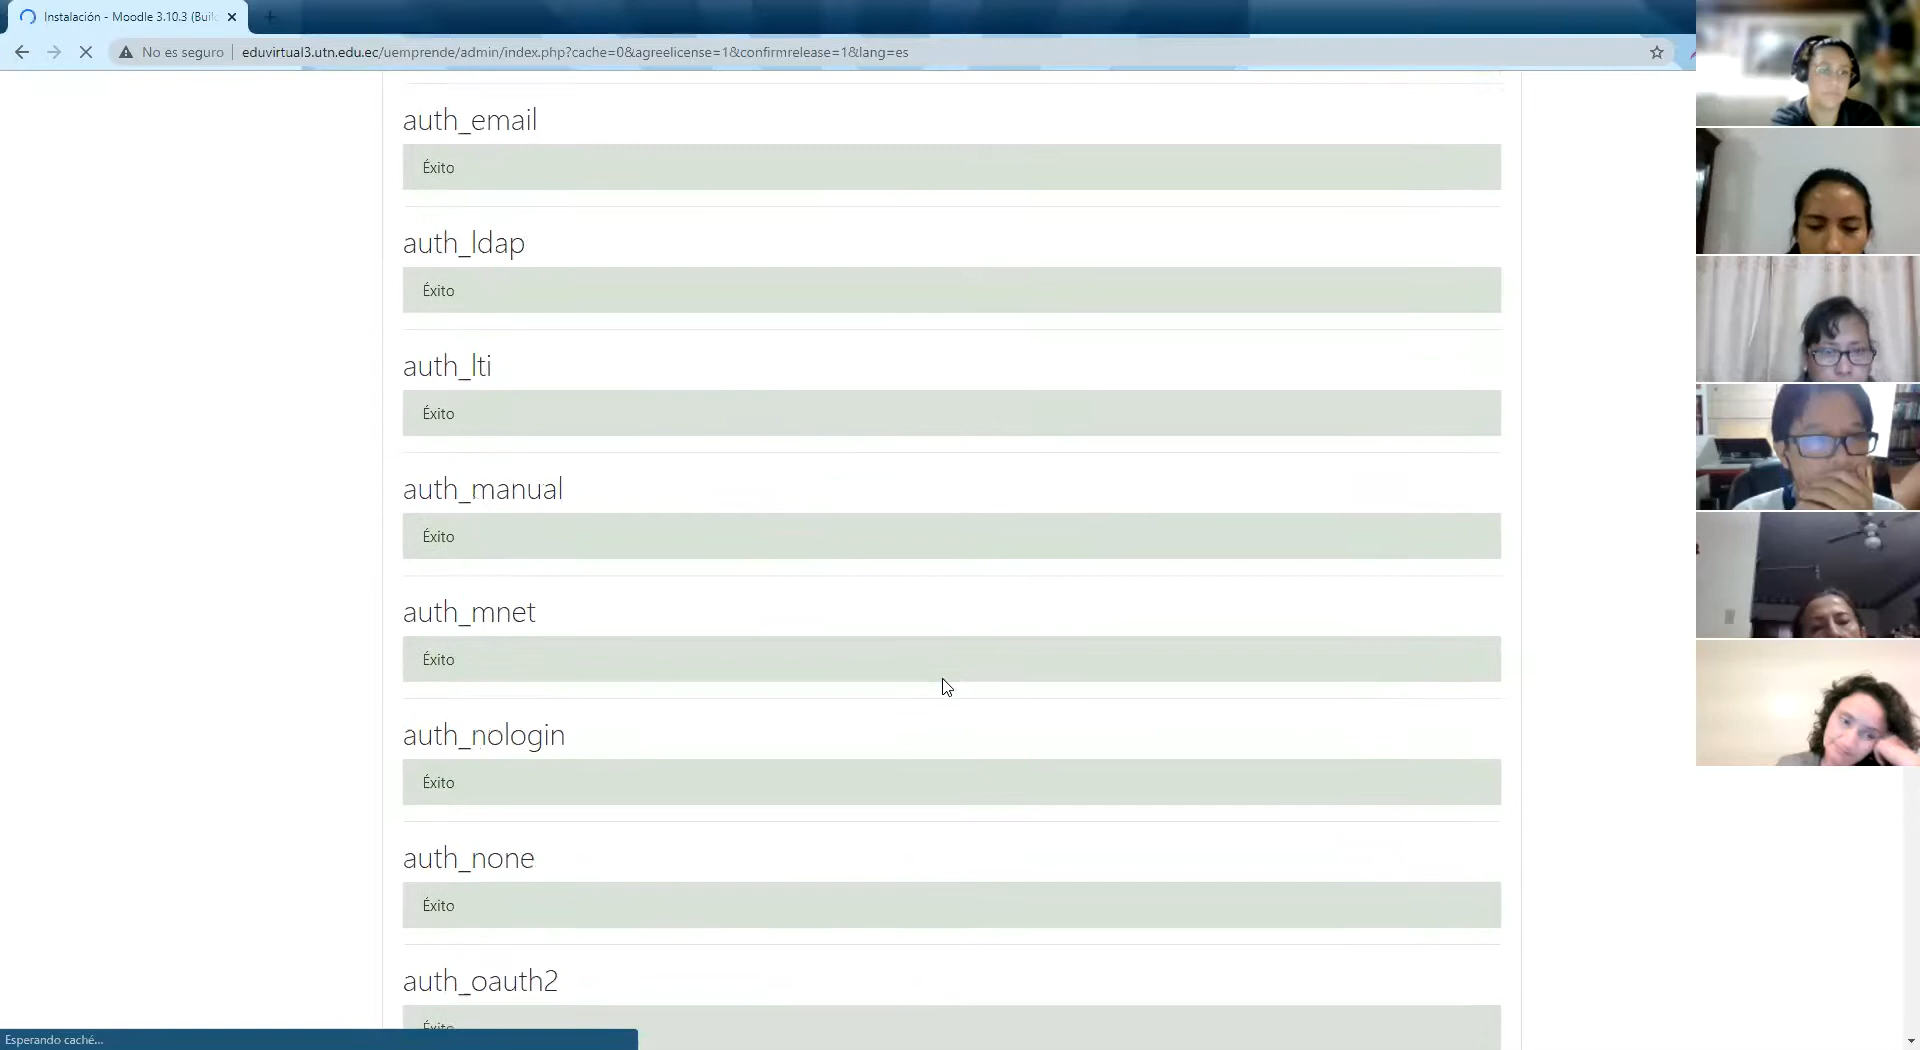 Instalación - Moodle 3.10.3 (Buil
No es seguro
eduvirtual3.utn.edu.ec/uemprende/admin/index.php?cache=0&agreelicense=1&confirmrelease=1&lang=es
auth_email
Éxito
auth_ldap
Éxito
auth_lti
Éxito
auth_manual
Éxito
auth_mnet
Éxito
auth_nologin
Éxito
auth_none
Éxito
auth_oauth2
Éxito
Esperando caché...